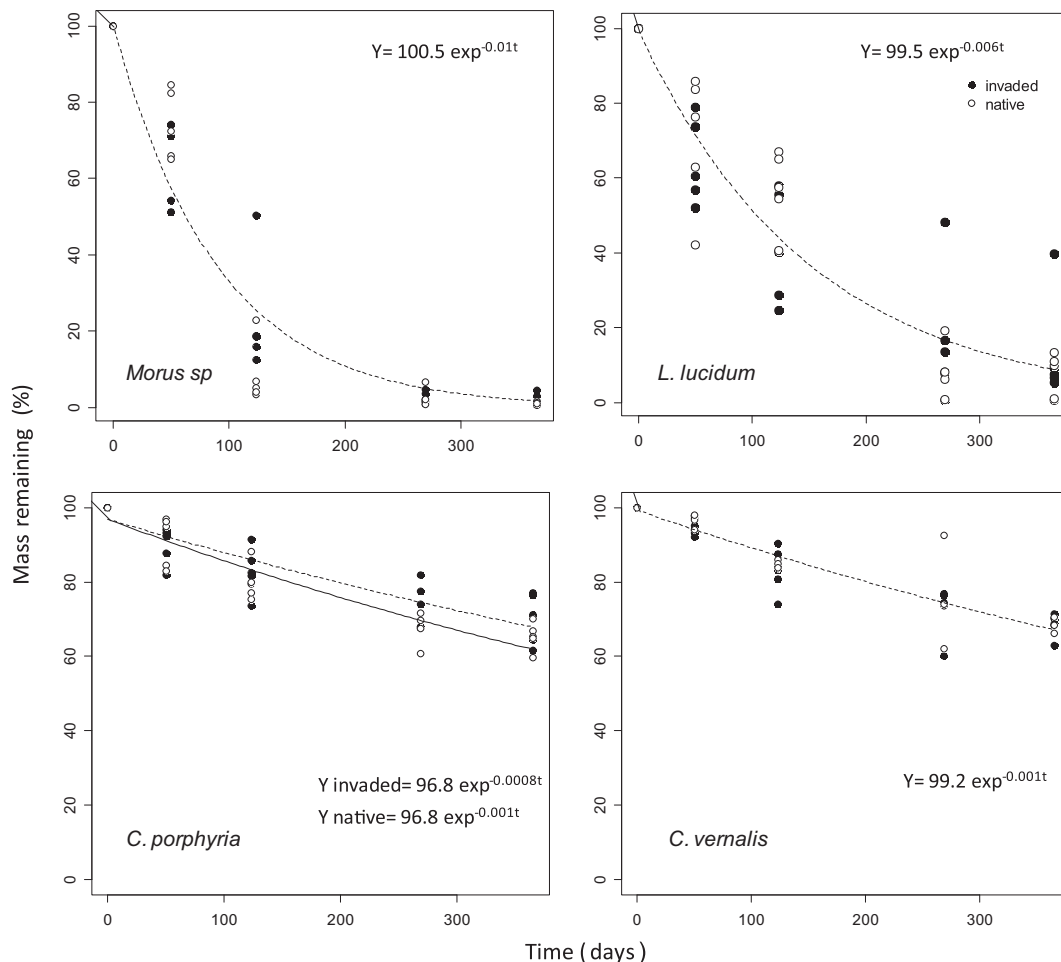 Mass remaining (%)
100
80
60
40
20
0
Y= 100.5 exp-0.01t
Morus sp
0 100 200 300
100
80
60
40
20
0
Y= 99.5 exp-0.006t
invaded
native
L. lucidum
0 100 200 300
100
80
60
40
20
0
Y invaded= 96.8 exp-0.0008t
Y native= 96.8 exp-0.001t
C. porphyria
0 100 200 300
100
80
60
40
20
0
Y= 99.2 exp-0.001t
C. vernalis
0 100 200 300
Time ( days )